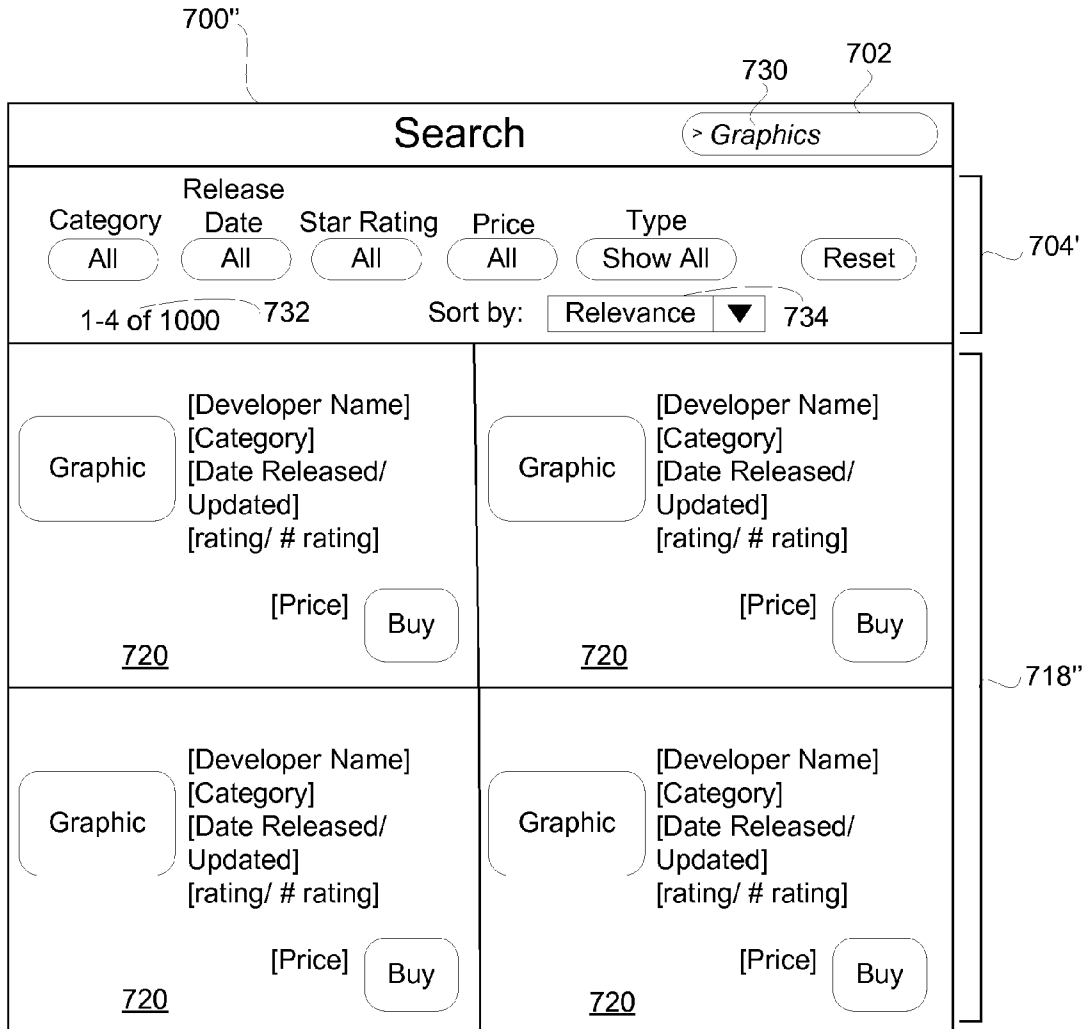 700"
702
730
Search
> Graphics
Release
Category Date Star Rating Price Type
All All All All Show All Reset
704'
1-4 of 1000 732 Sort by: Relevance ▼ 734
[Developer Name] [Developer Name]
[Category] [Category]
Graphic [Date Released/ Graphic [Date Released/
Updated] Updated]
[rating/ # rating] [rating/ # rating]
[Price] Buy [Price] Buy
720 720
718"
[Developer Name] [Developer Name]
[Category] [Category]
Graphic [Date Released/ Graphic [Date Released/
Updated] Updated]
[rating/ # rating] [rating/ # rating]
[Price] Buy [Price] Buy
720 720